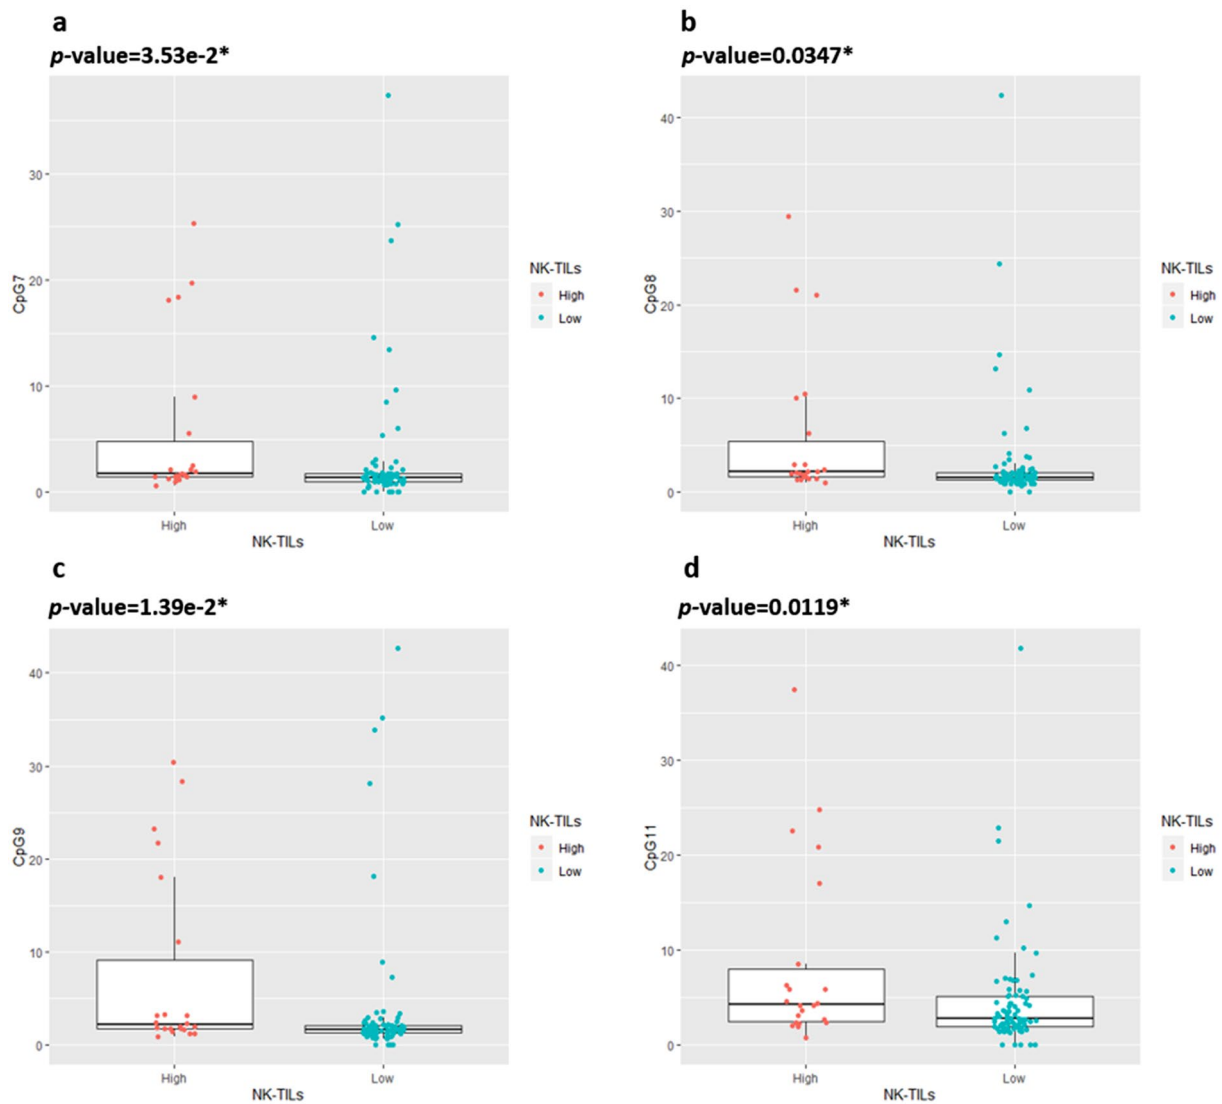 a
p-value=3.53e-2*
CpG7
30
20
10
0
High
Low
NK-TILs
NK-TILs
High
Low
b
p-value=0.0347*
CpG8
40
30
20
10
0
High
Low
NK-TILs
NK-TILs
High
Low
c
p-value=1.39e-2*
CpG9
40
30
20
10
0
High
Low
NK-TILs
NK-TILs
High
Low
d
p-value=0.0119*
CpG11
40
30
20
10
0
High
Low
NK-TILs
NK-TILs
High
Low